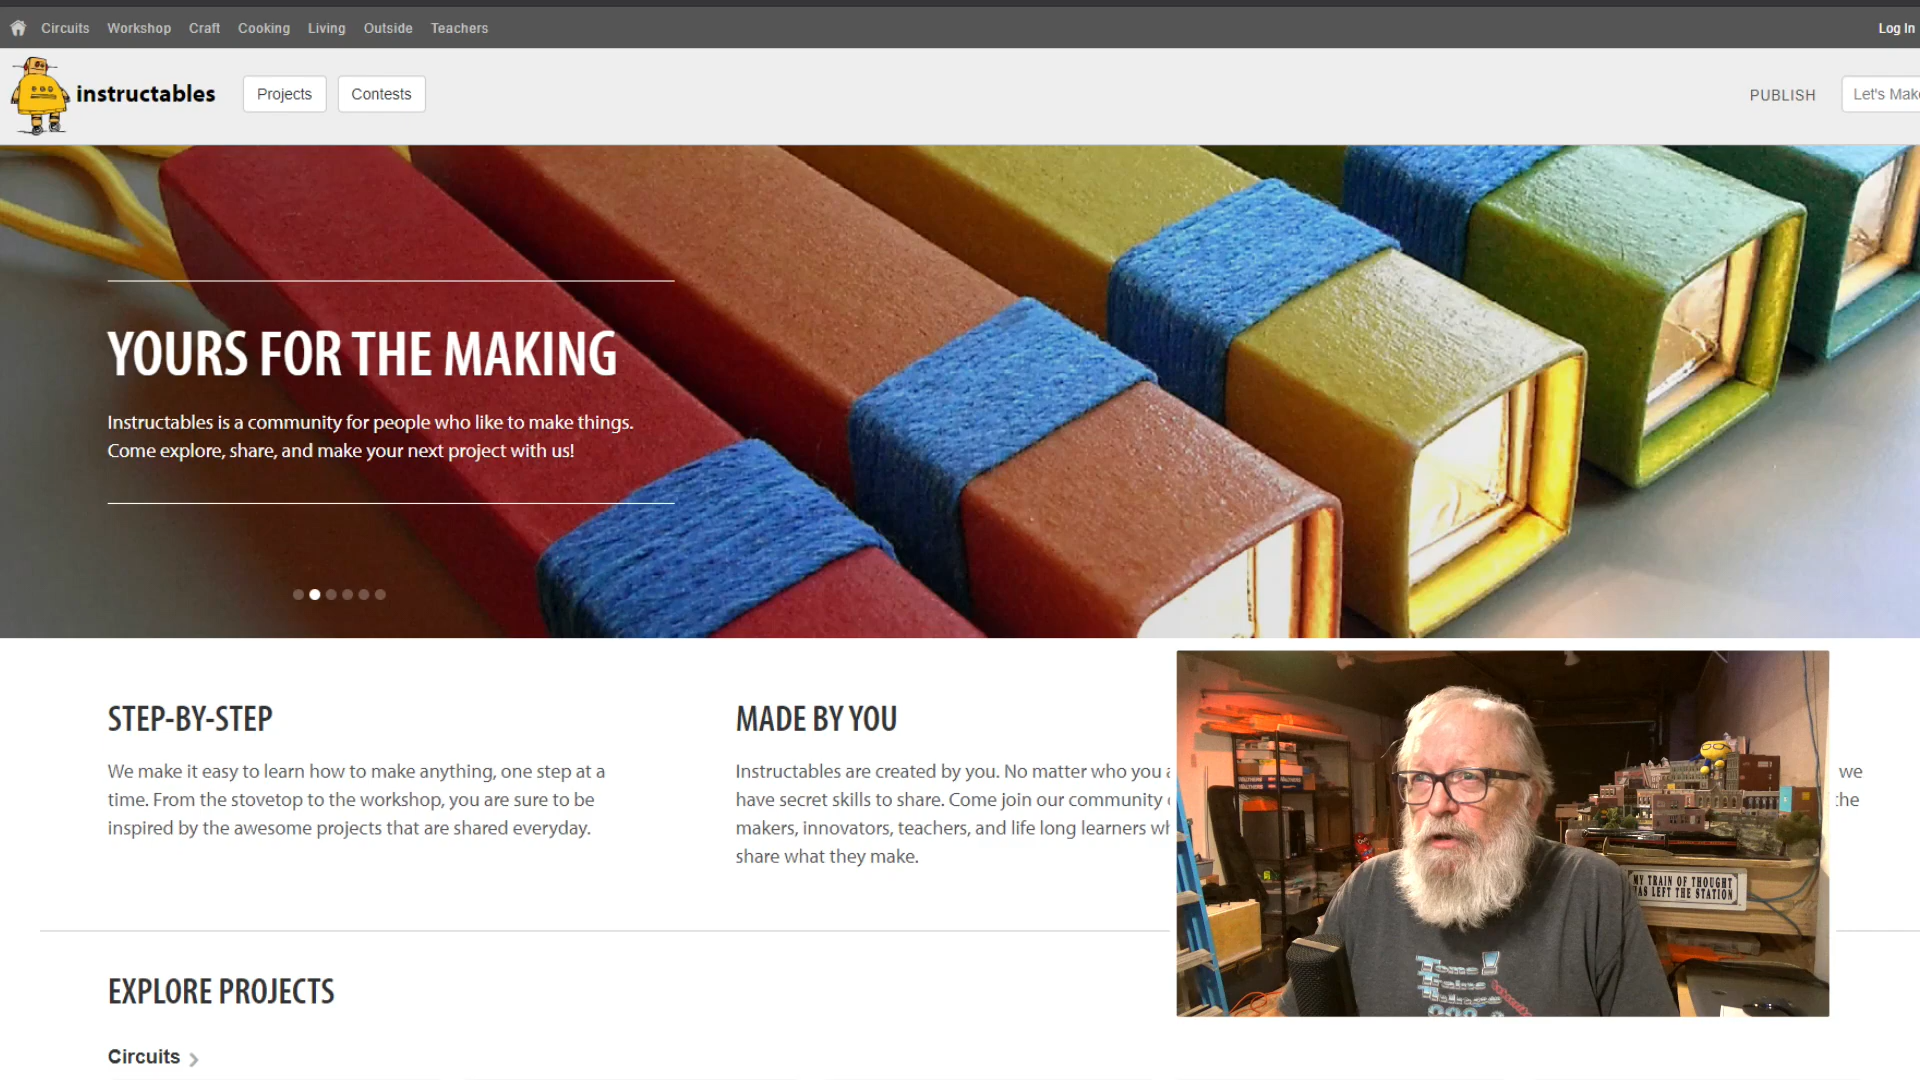 Circuits Workshop Craft Cooking Living Outside Teachers Log In
instructables Projects Contests PUBLISH Let's Mak
YOURS FOR THE MAKING
Instructables is a community for people who like to make things.
Come explore, share, and make your next project with us!
STEP-BY-STEP
We make it easy to learn how to make anything, one step at a
time. From the stovetop to the workshop, you are sure to be
inspired by the awesome projects that are shared everyday.
MADE BY YOU
Instructables are created by you. No matter who you
have secret skills to share. Come join our community
makers, innovators, teachers, and life long learners
share what they make.
we
the
MY TRAIN OF THOUGHT
HAS LEFT THE STATION
Toms
Trains
Things
EXPLORE PROJECTS
Circuits